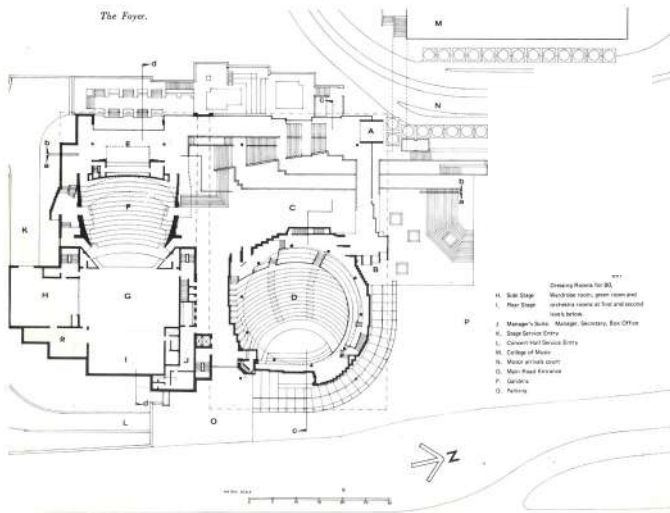 The Foyer.
M
d
c
A
N
E
b
a
b
a
F
C
K
B
H
G
D
Dressing Rooms for 90,
H. Side Stage Wardrobe room, green room and
I. Rear Stage orchestra rooms at first and second
levels below.
P
J Manager's Suite. Manager, Secretary, Box Office
K. Stage Service Entry
L. Concert Hall Service Entry
M. College of Music
N. Motor arrivals court
O. Main Road Entrance
P. Gardens
Q. Parking
R
I
J
d
L
O
c
N